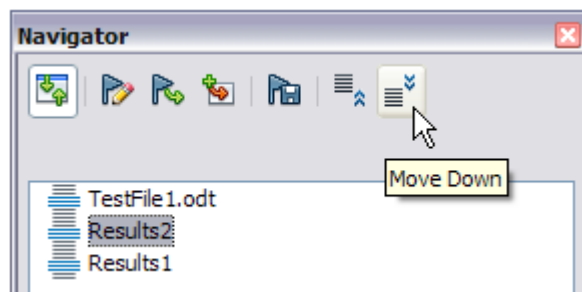 Navigator
Move Down
TestFile1.odt
Results2
Results1